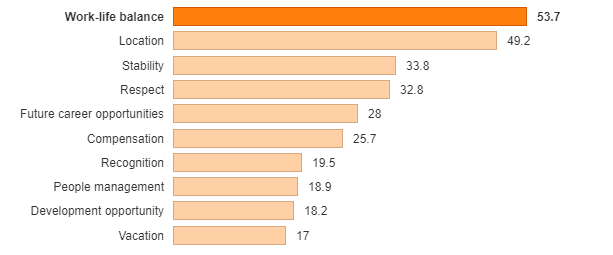 Work-life balance 53.7
Location 49.2
Stability 33.8
Respect 32.8
Future career opportunities 28
Compensation 25.7
Recognition 19.5
People management 18.9
Development opportunity 18.2
Vacation 17